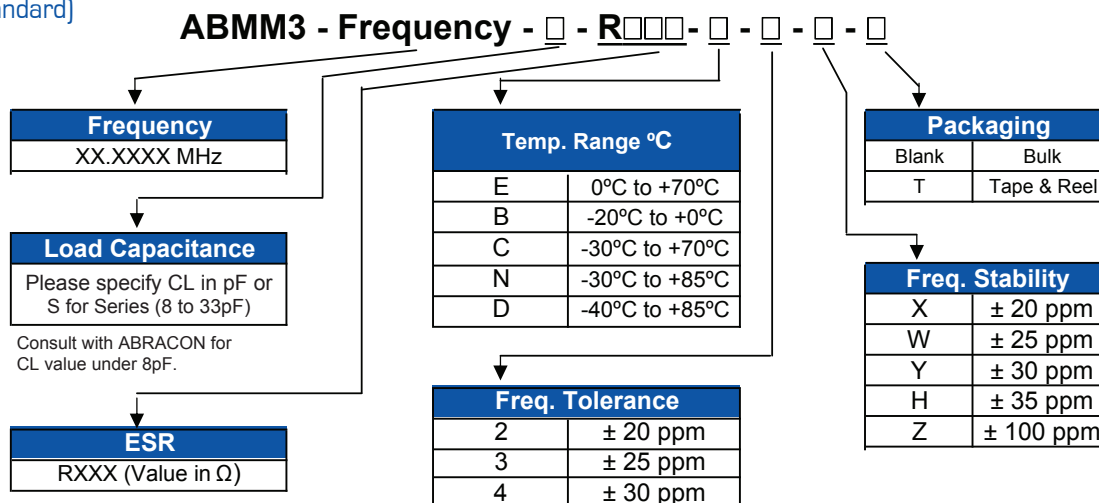 andard)
ABMM3 - Frequency - □ - R□□□- □ - □ - □ - □
Frequency
XX.XXXX MHz
Load Capacitance
Please specify CL in pF or
S for Series (8 to 33pF)
Consult with ABRACON for
CL value under 8pF.
ESR
RXXX (Value in Ω)
Temp. Range ºC
E 0ºC to +70ºC
B -20ºC to +0ºC
C -30ºC to +70ºC
N -30ºC to +85ºC
D -40ºC to +85ºC
Freq. Tolerance
2 ± 20 ppm
3 ± 25 ppm
4 ± 30 ppm
Packaging
Blank Bulk
T Tape & Reel
Freq. Stability
X ± 20 ppm
W ± 25 ppm
Y ± 30 ppm
H ± 35 ppm
Z ± 100 ppm